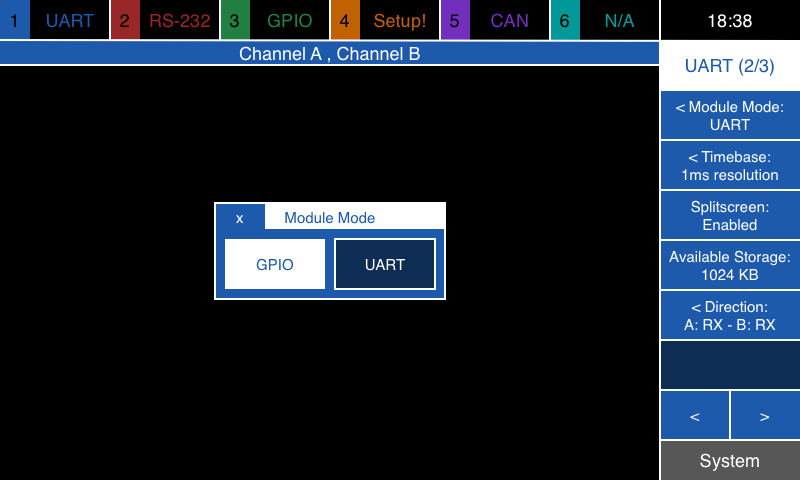 1 UART 2 RS-232 3 GPIO 4 Setup! 5 CAN 6 N/A 18:38
Channel A , Channel B
UART (2/3)
< Module Mode:
UART
< Timebase:
1ms resolution
Splitscreen:
Enabled
Available Storage:
1024 KB
< Direction:
A: RX - B: RX
< >
System
x Module Mode
GPIO UART